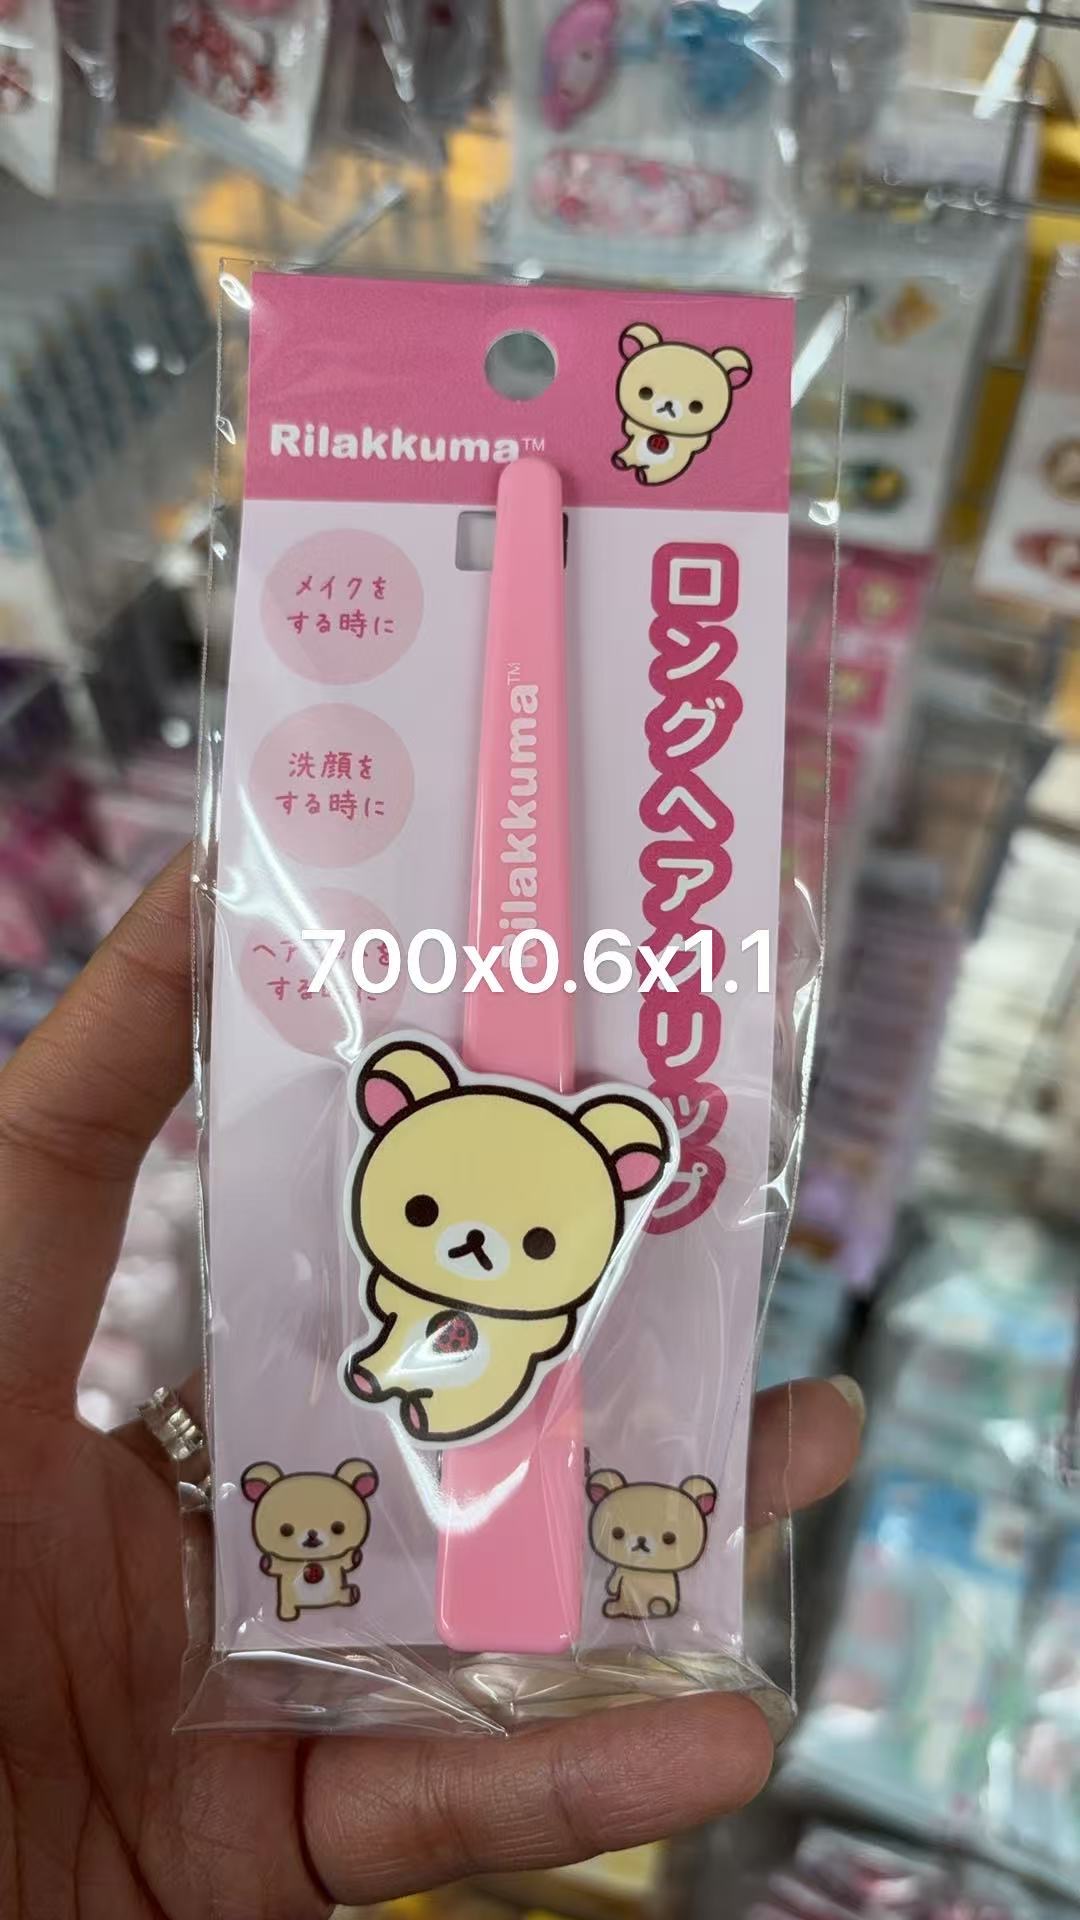 Rilakkuma™
メイクを
する時に
洗顔を
する時に
ロングヘアクリップ
Rilakkuma™
700x0.6x1.1